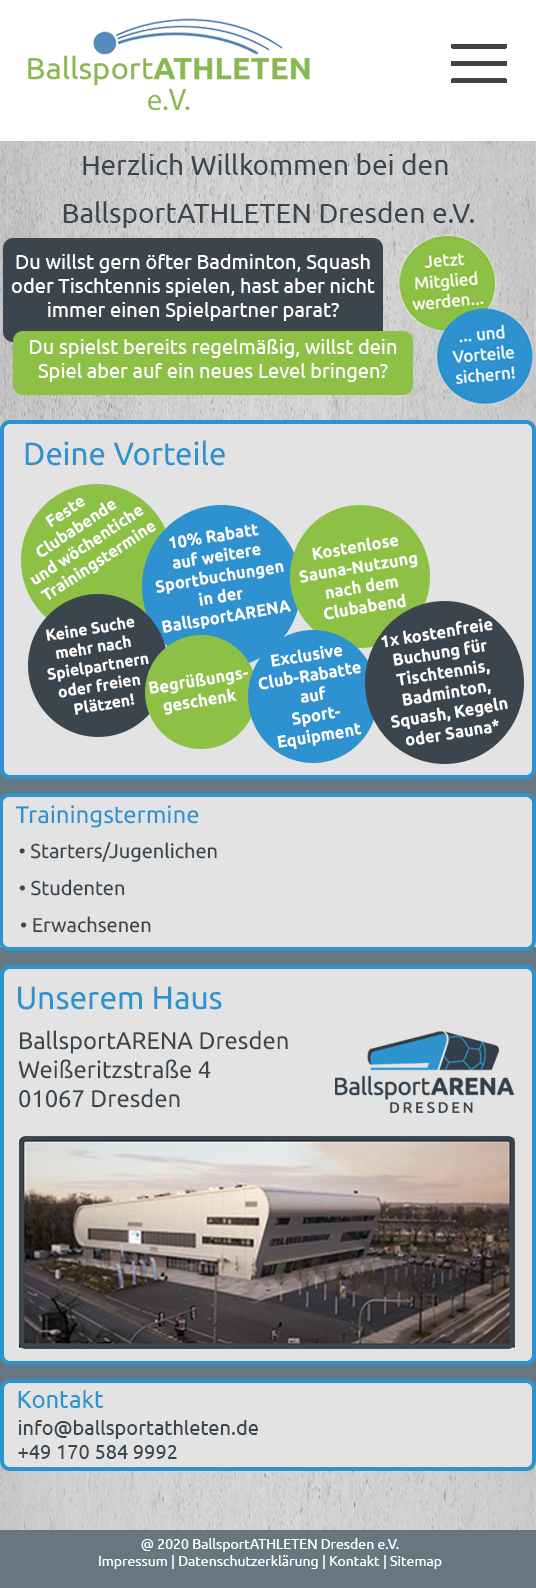 BallsportATHLETEN
e.V.
Herzlich Willkommen bei den
BallsportATHLETEN Dresden e.V.
Du willst gern öfter Badminton, Squash
oder Tischtennis spielen, hast aber nicht
immer einen Spielpartner parat?
Jetzt
Mitglied
werden...
Du spielst bereits regelmäßig, willst dein
Spiel aber auf ein neues Level bringen?
... und
Vorteile
sichern!
Deine Vorteile
Feste
Clubabende
und wöchentiche
Trainingstermine
10% Rabatt
auf weitere
Sportbuchungen
in der
BallsportARENA
Kostenlose
Sauna-Nutzung
nach dem
Clubabend
Keine Suche
mehr nach
Spielpartnern
oder freien
Plätzen!
Begrüßungs-
geschenk
Exclusive
Club-Rabatte
auf
Sport-
Equipment
1x kostenfreie
Buchung für
Tischtennis,
Badminton,
Squash, Kegeln
oder Sauna*
Trainingstermine
• Starters/Jugenlichen
• Studenten
• Erwachsenen
Unserem Haus
BallsportARENA Dresden
Weißeritzstraße 4
01067 Dresden
BallsportARENA
DRESDEN
Kontakt
info@ballsportathleten.de
+49 170 584 9992
@ 2020 BallsportATHLETEN Dresden e.V.
Impressum | Datenschutzerklärung | Kontakt | Sitemap